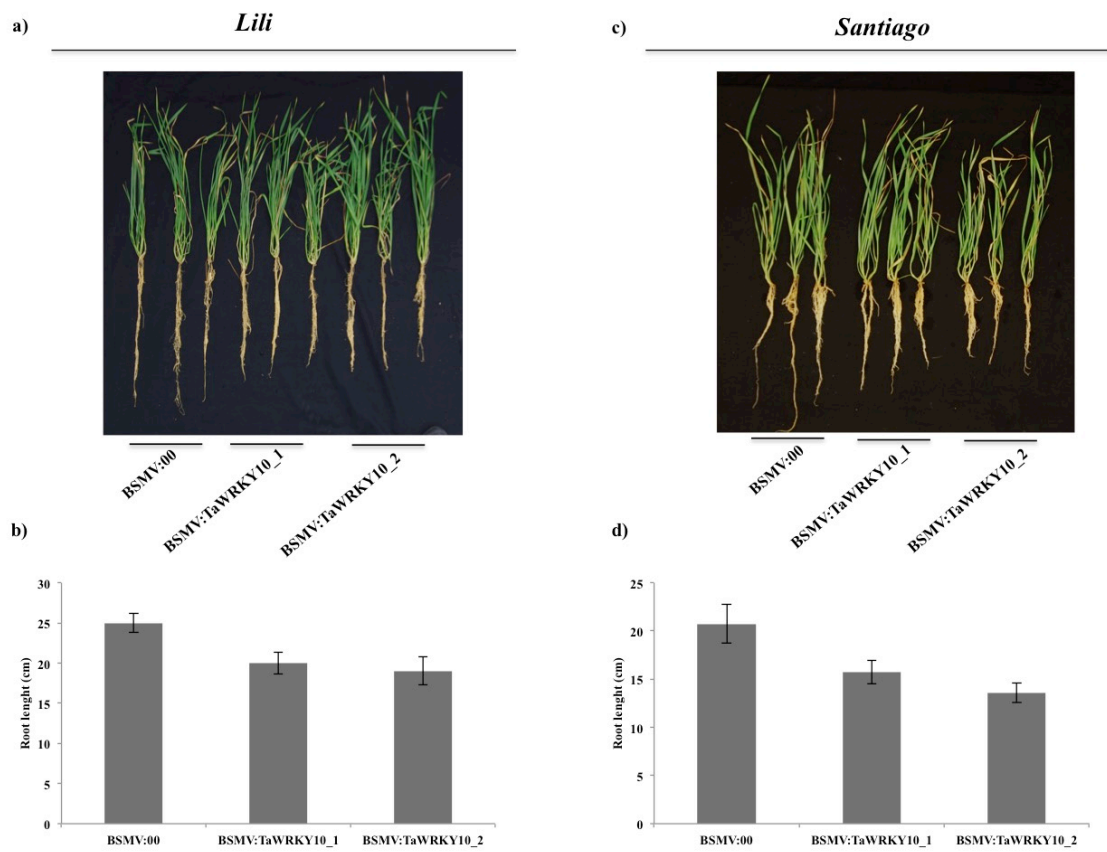 a)
Lili
BSMV:00
BSMV:TaWRKY10_1
BSMV:TaWRKY10_2
b)
30
25
20
15
10
5
0
Root lenght (cm)
BSMV:00
BSMV:TaWRKY10_1
BSMV:TaWRKY10_2
c)
Santiago
BSMV:00
BSMV:TaWRKY10_1
BSMV:TaWRKY10_2
d)
25
20
15
10
5
0
Root lenght (cm)
BSMV:00
BSMV:TaWRKY10_1
BSMV:TaWRKY10_2